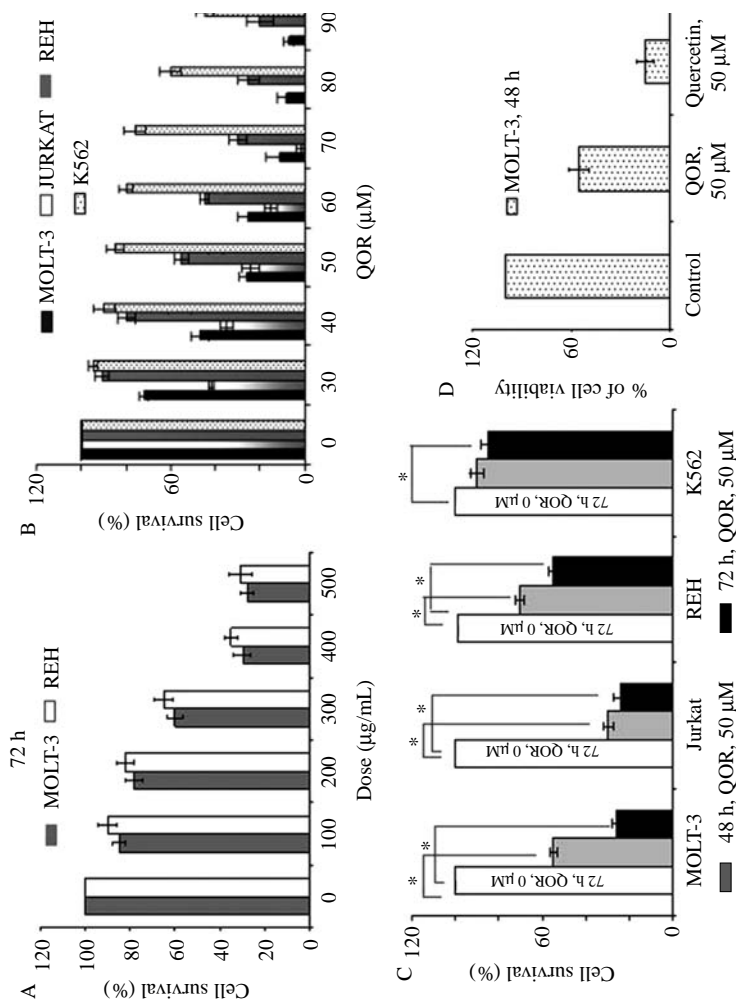 A
72 h
MOLT-3 REH
Cell survival (%)
120
100
80
60
40
20
0
0 100 200 300 400 500
Dose (µg/mL)
B
MOLT-3 JURKAT REH
K562
Cell survival (%)
120
60
0
0 30 40 50 60 70 80 90
QOR (µM)
C
Cell survival (%)
120
60
0
* * * * * * *
72 h, QOR, 0 µM
72 h, QOR, 0 µM
72 h, QOR, 0 µM
72 h, QOR, 0 µM
MOLT-3 Jurkat REH K562
48 h, QOR, 50 µM 72 h, QOR, 50 µM
D
MOLT-3, 48 h
% of cell viability
120
60
0
Control QOR, 50 µM Quercetin, 50 µM